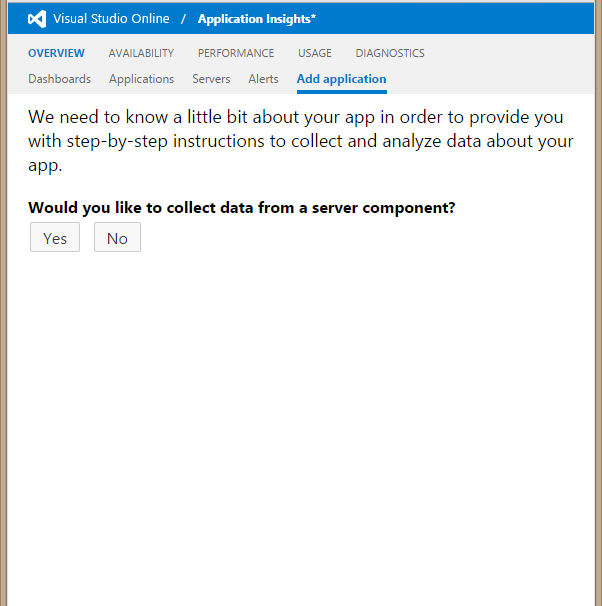 Visual Studio Online / Application Insights*
OVERVIEW AVAILABILITY PERFORMANCE USAGE DIAGNOSTICS
Dashboards Applications Servers Alerts Add application
We need to know a little bit about your app in order to provide you
with step-by-step instructions to collect and analyze data about your
app.
Would you like to collect data from a server component?
Yes No